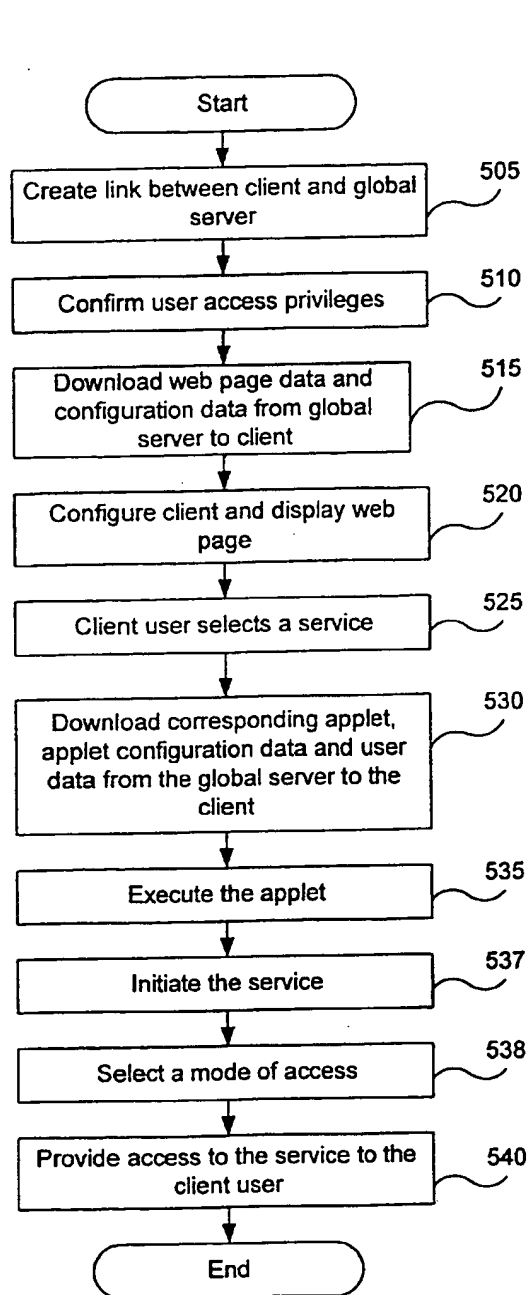 Start
Create link between client and global
server
505
Confirm user access privileges
510
Download web page data and
configuration data from global
server to client
515
Configure client and display web
page
520
Client user selects a service
525
Download corresponding applet,
applet configuration data and user
data from the global server to the
client
530
Execute the applet
535
Initiate the service
537
Select a mode of access
538
Provide access to the service to the
client user
540
End